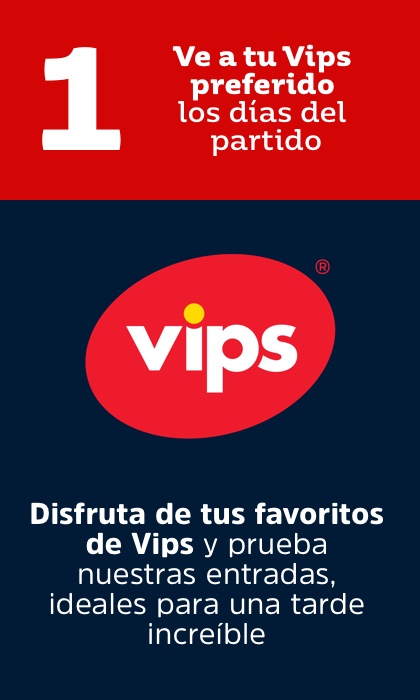 1
Ve a tu Vips
preferido
los días del
partido
®
vips
Disfruta de tus favoritos
de Vips y prueba
nuestras entradas,
ideales para una tarde
increíble